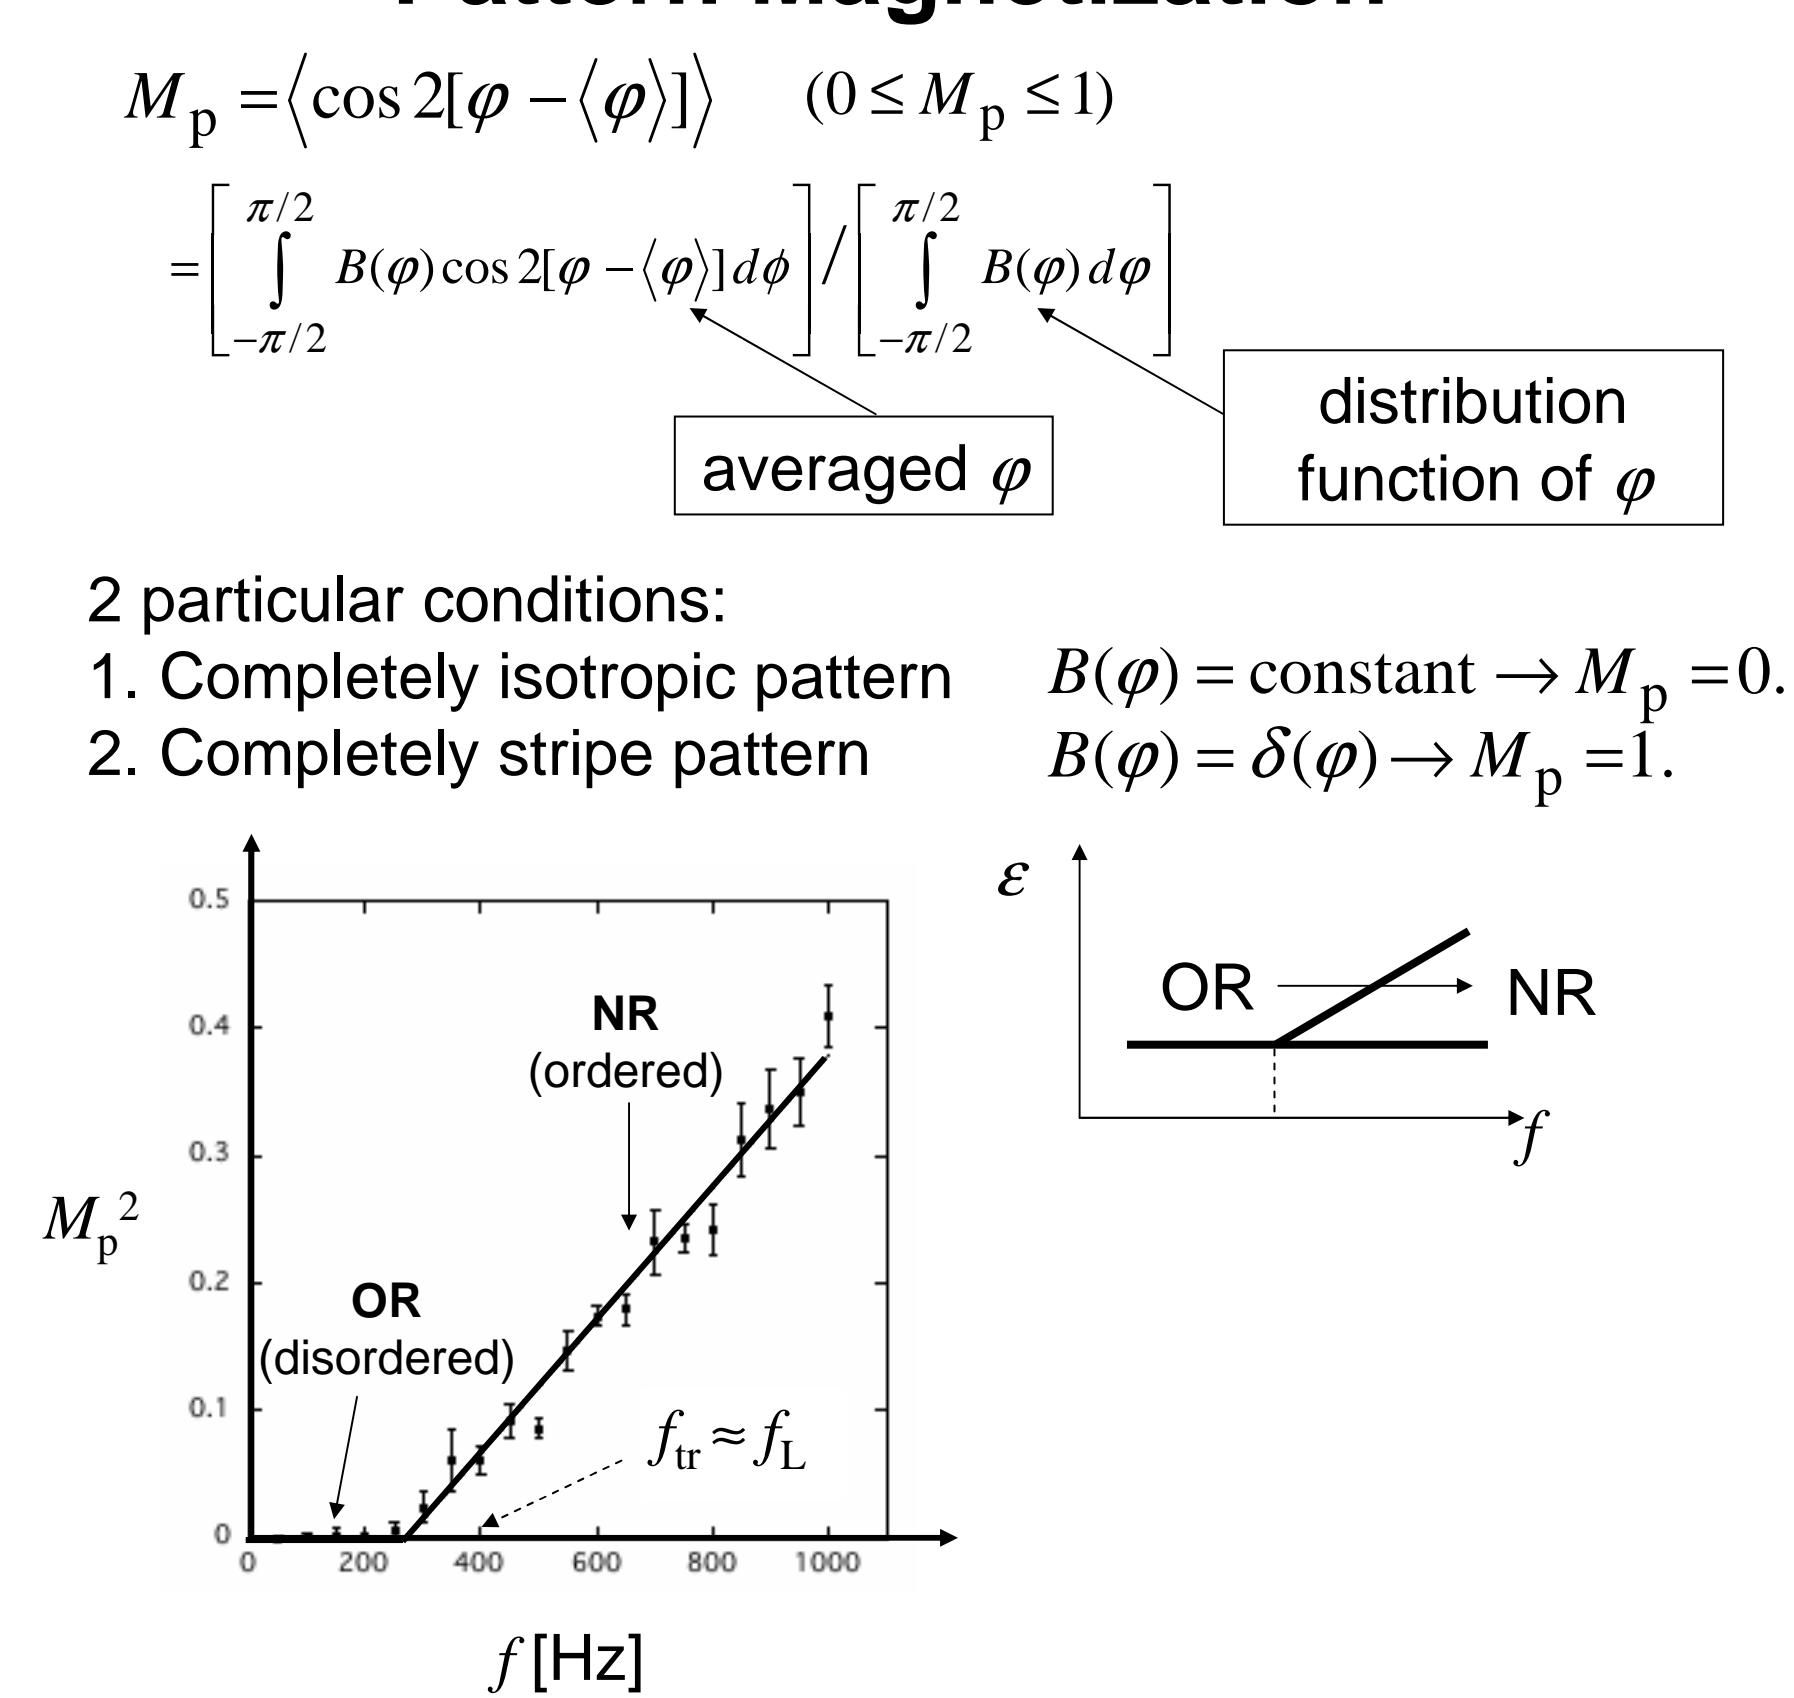 Pattern Magnetization
M_p = ⟨cos 2[φ − ⟨φ⟩]⟩ (0 ≤ M_p ≤ 1)
= [∫_{−π/2}^{π/2} B(φ) cos 2[φ − ⟨φ⟩] dϕ] / [∫_{−π/2}^{π/2} B(φ) dφ]
averaged φ
distribution
function of φ
2 particular conditions:
1. Completely isotropic pattern B(φ) = constant → M_p = 0.
2. Completely stripe pattern B(φ) = δ(φ) → M_p = 1.
0.5
0.4
0.3
0.2
0.1
0
M_p²
NR
(ordered)
OR
(disordered)
f_tr ≈ f_L
0 200 400 600 800 1000
f [Hz]
ε
OR NR
f